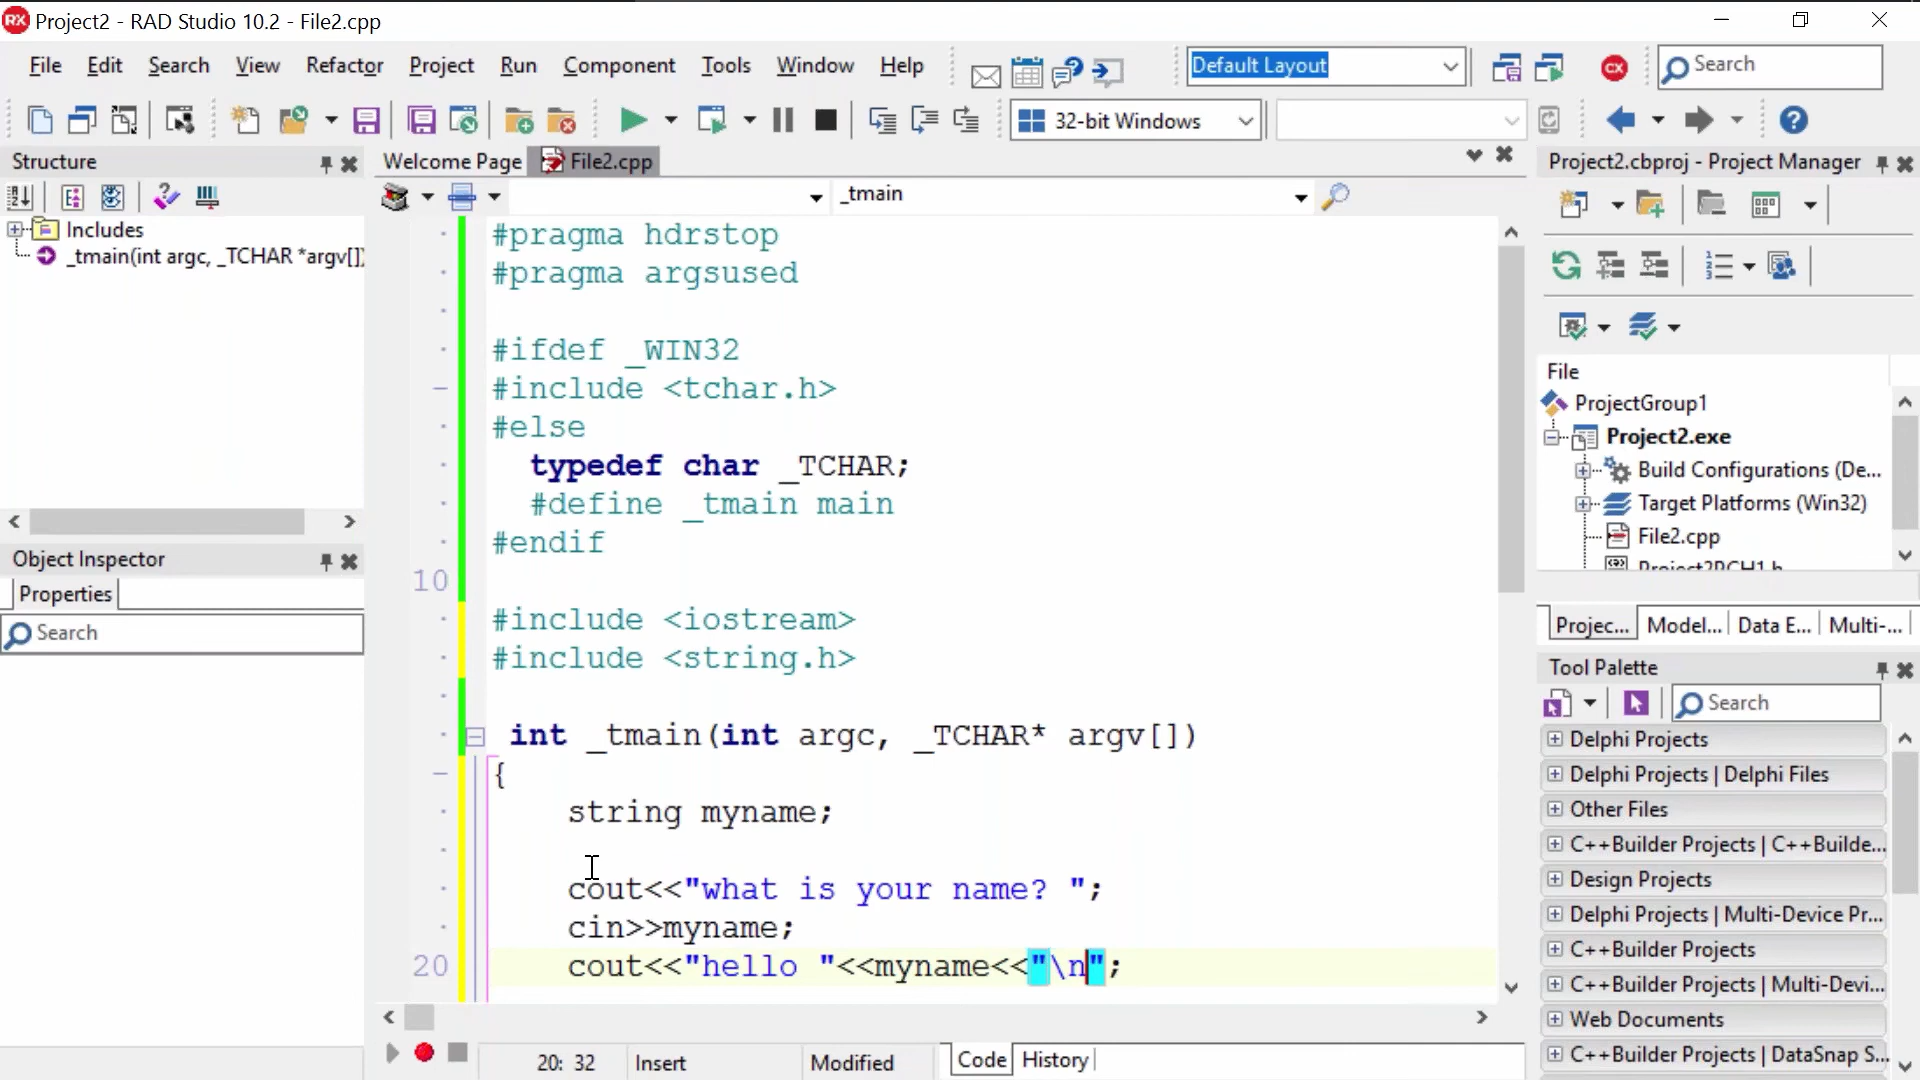 Project2 - RAD Studio 10.2 - File2.cpp
File Edit Search View Refactor Project Run Component Tools Window Help
Default Layout
Search
32-bit Windows
Structure
Includes
_tmain(int argc, _TCHAR *argv[])
Object Inspector
Properties
Search
Welcome Page
File2.cpp
_tmain
#pragma hdrstop
#pragma argsused
#ifdef _WIN32
#include <tchar.h>
#else
typedef char _TCHAR;
#define _tmain main
#endif
10
#include <iostream>
#include <string.h>
int _tmain(int argc, _TCHAR* argv[])
{
string myname;
cout<<"what is your name? ";
cin>>myname;
20 cout<<"hello "<<myname<<"\n";
20: 32
Insert
Modified
Code
History
Project2.cbproj - Project Manager
File
ProjectGroup1
Project2.exe
Build Configurations (De...
Target Platforms (Win32)
File2.cpp
Project2PCH1.h
Projec... Model... Data E... Multi-...
Tool Palette
Search
Delphi Projects
Delphi Projects | Delphi Files
Other Files
C++Builder Projects | C++Builde...
Design Projects
Delphi Projects | Multi-Device Pr...
C++Builder Projects
C++Builder Projects | Multi-Devi...
Web Documents
C++Builder Projects | DataSnap S...